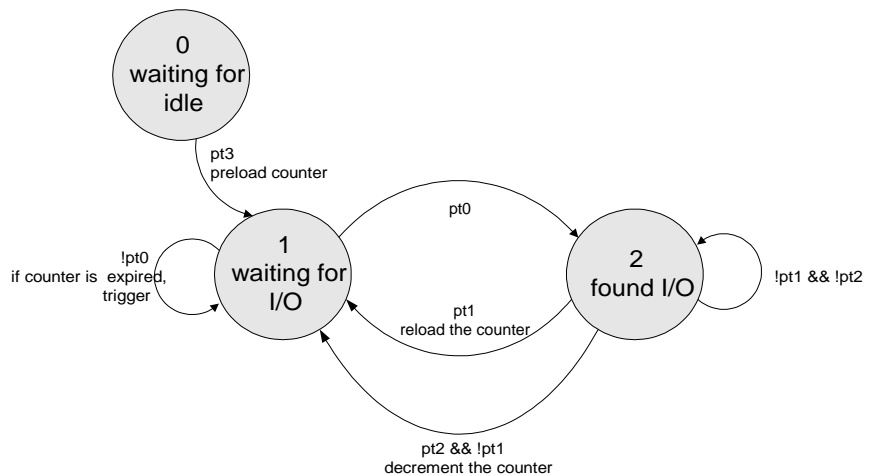 0
waiting for
idle
pt3
preload counter
pt0
!pt0
if counter is expired,
trigger
1
waiting for
I/O
2
found I/O
!pt1 && !pt2
pt1
reload the counter
pt2 && !pt1
decrement the counter